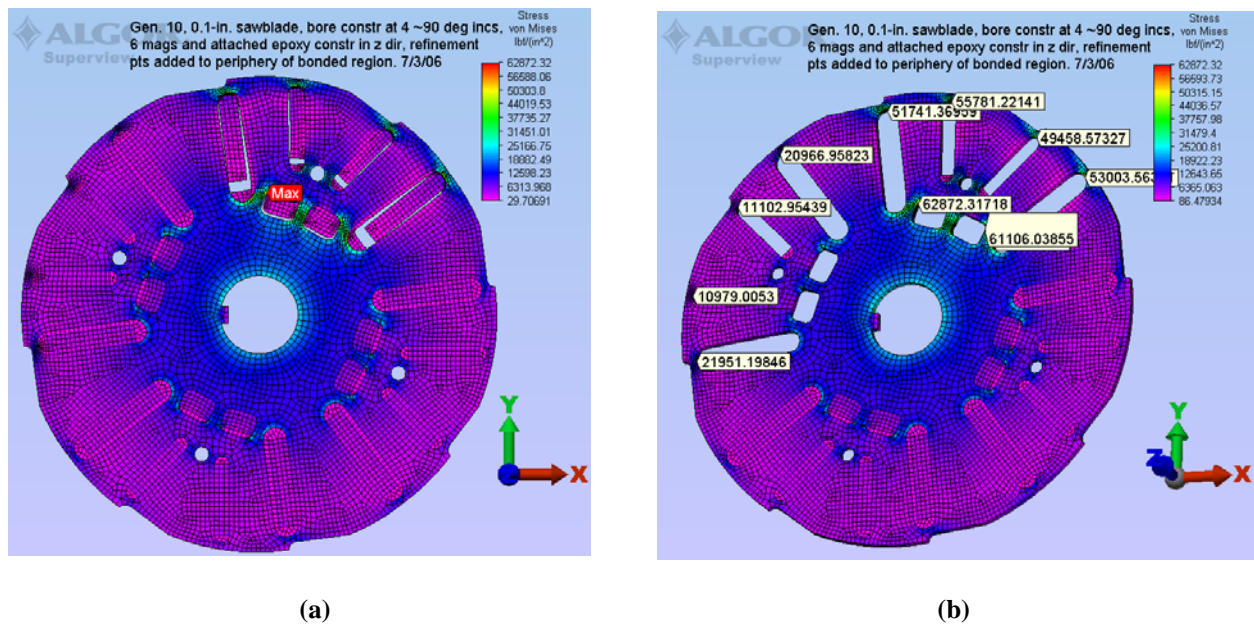 ALGOR
Superview
Gen. 10, 0.1-in. sawblade, bore constr at 4 ~90 deg incs,
6 mags and attached epoxy constr in z dir, refinement
pts added to periphery of bonded region. 7/3/06
Stress
von Mises
lbf/(in^2)
62872.32
56588.06
50303.8
44019.53
37735.27
31451.01
25166.75
18882.49
12598.23
6313.968
29.70691
Max
Y
X
(a)
ALGOR
Superview
Gen. 10, 0.1-in. sawblade, bore constr at 4 ~90 deg incs,
6 mags and attached epoxy constr in z dir, refinement
pts added to periphery of bonded region. 7/3/06
Stress
von Mises
lbf/(in^2)
62872.32
56593.73
50315.15
44036.57
37757.98
31479.4
25200.81
18922.23
12643.65
6365.063
86.47934
55781.22141
51741.36959
49458.57327
20966.95823
11102.95439
62872.31718
61106.03855
10979.0053
21951.19846
Y
Z
X
(b)